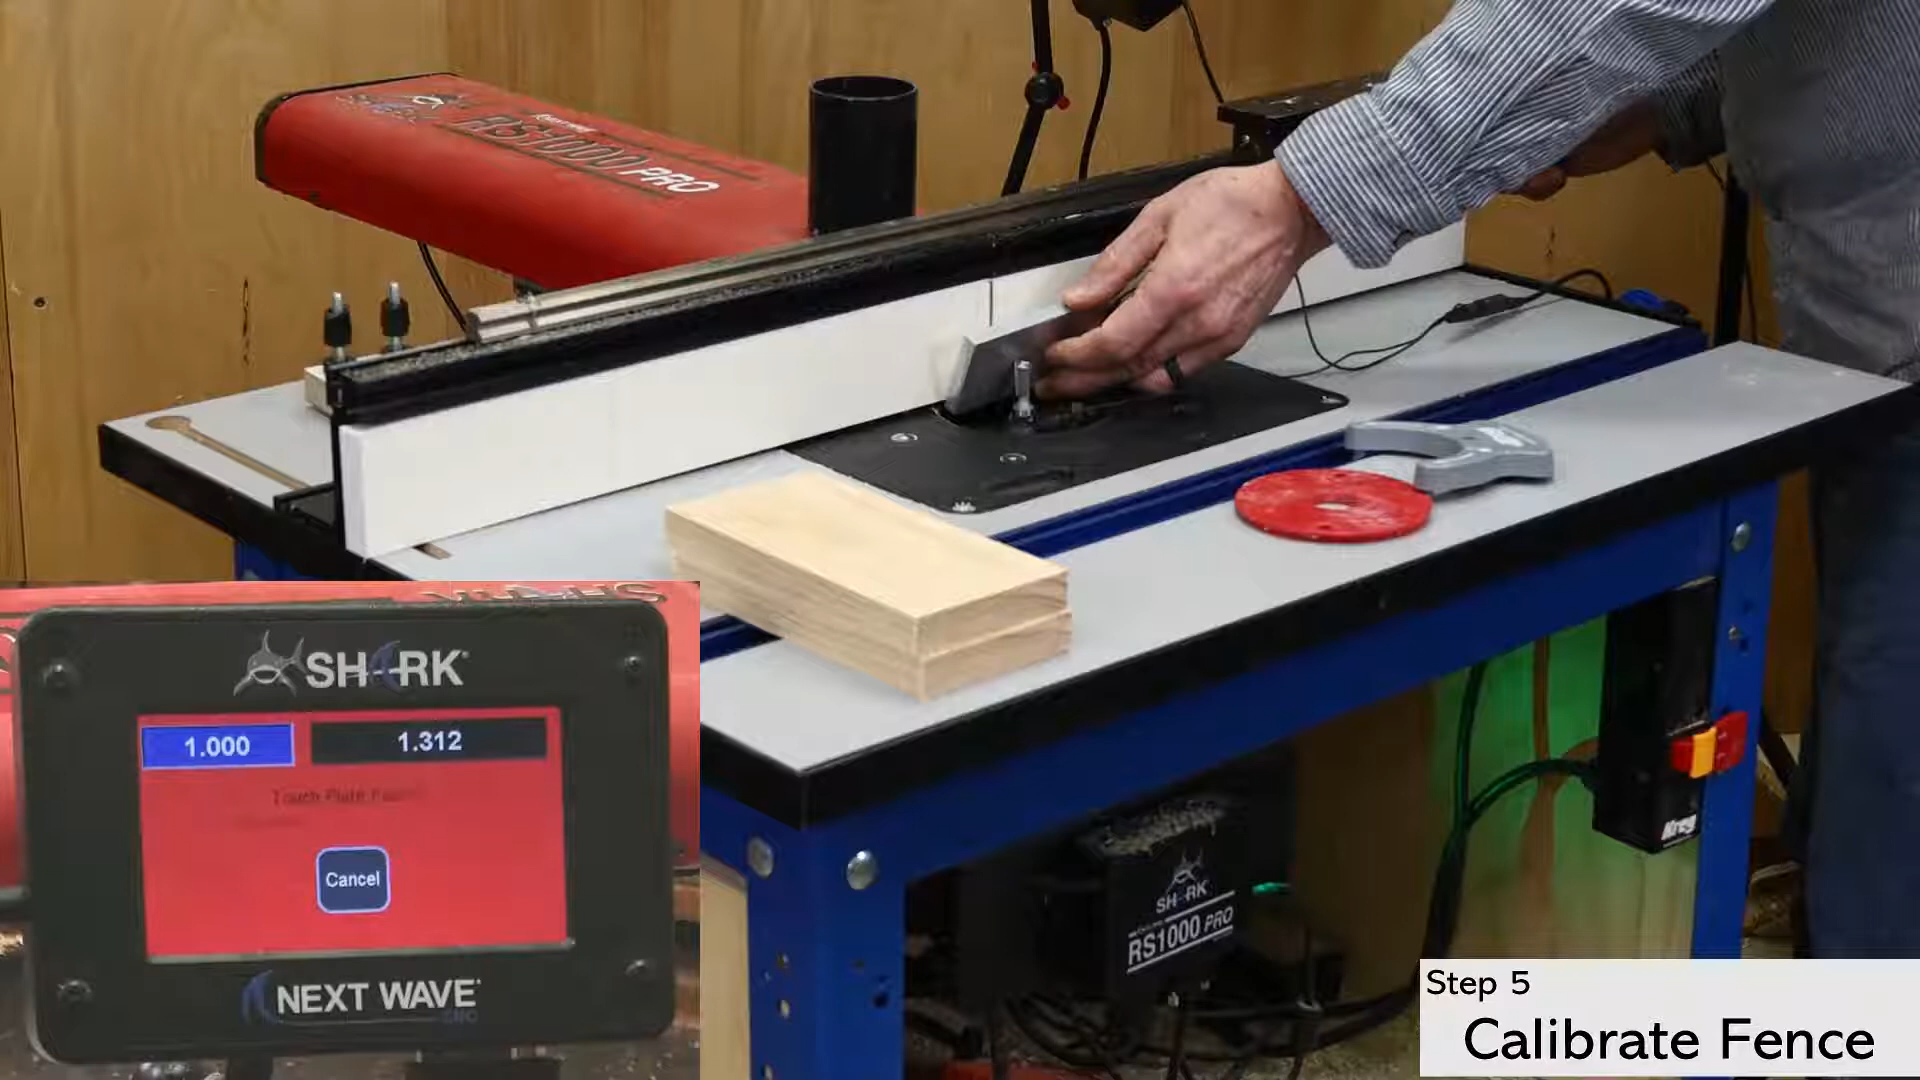 RS1000 PRO
SHARK
1.000
1.312
Touch Plate
Cancel
NEXT WAVE
CNC
SHARK
RS1000 PRO
Kreg
Step 5
Calibrate Fence